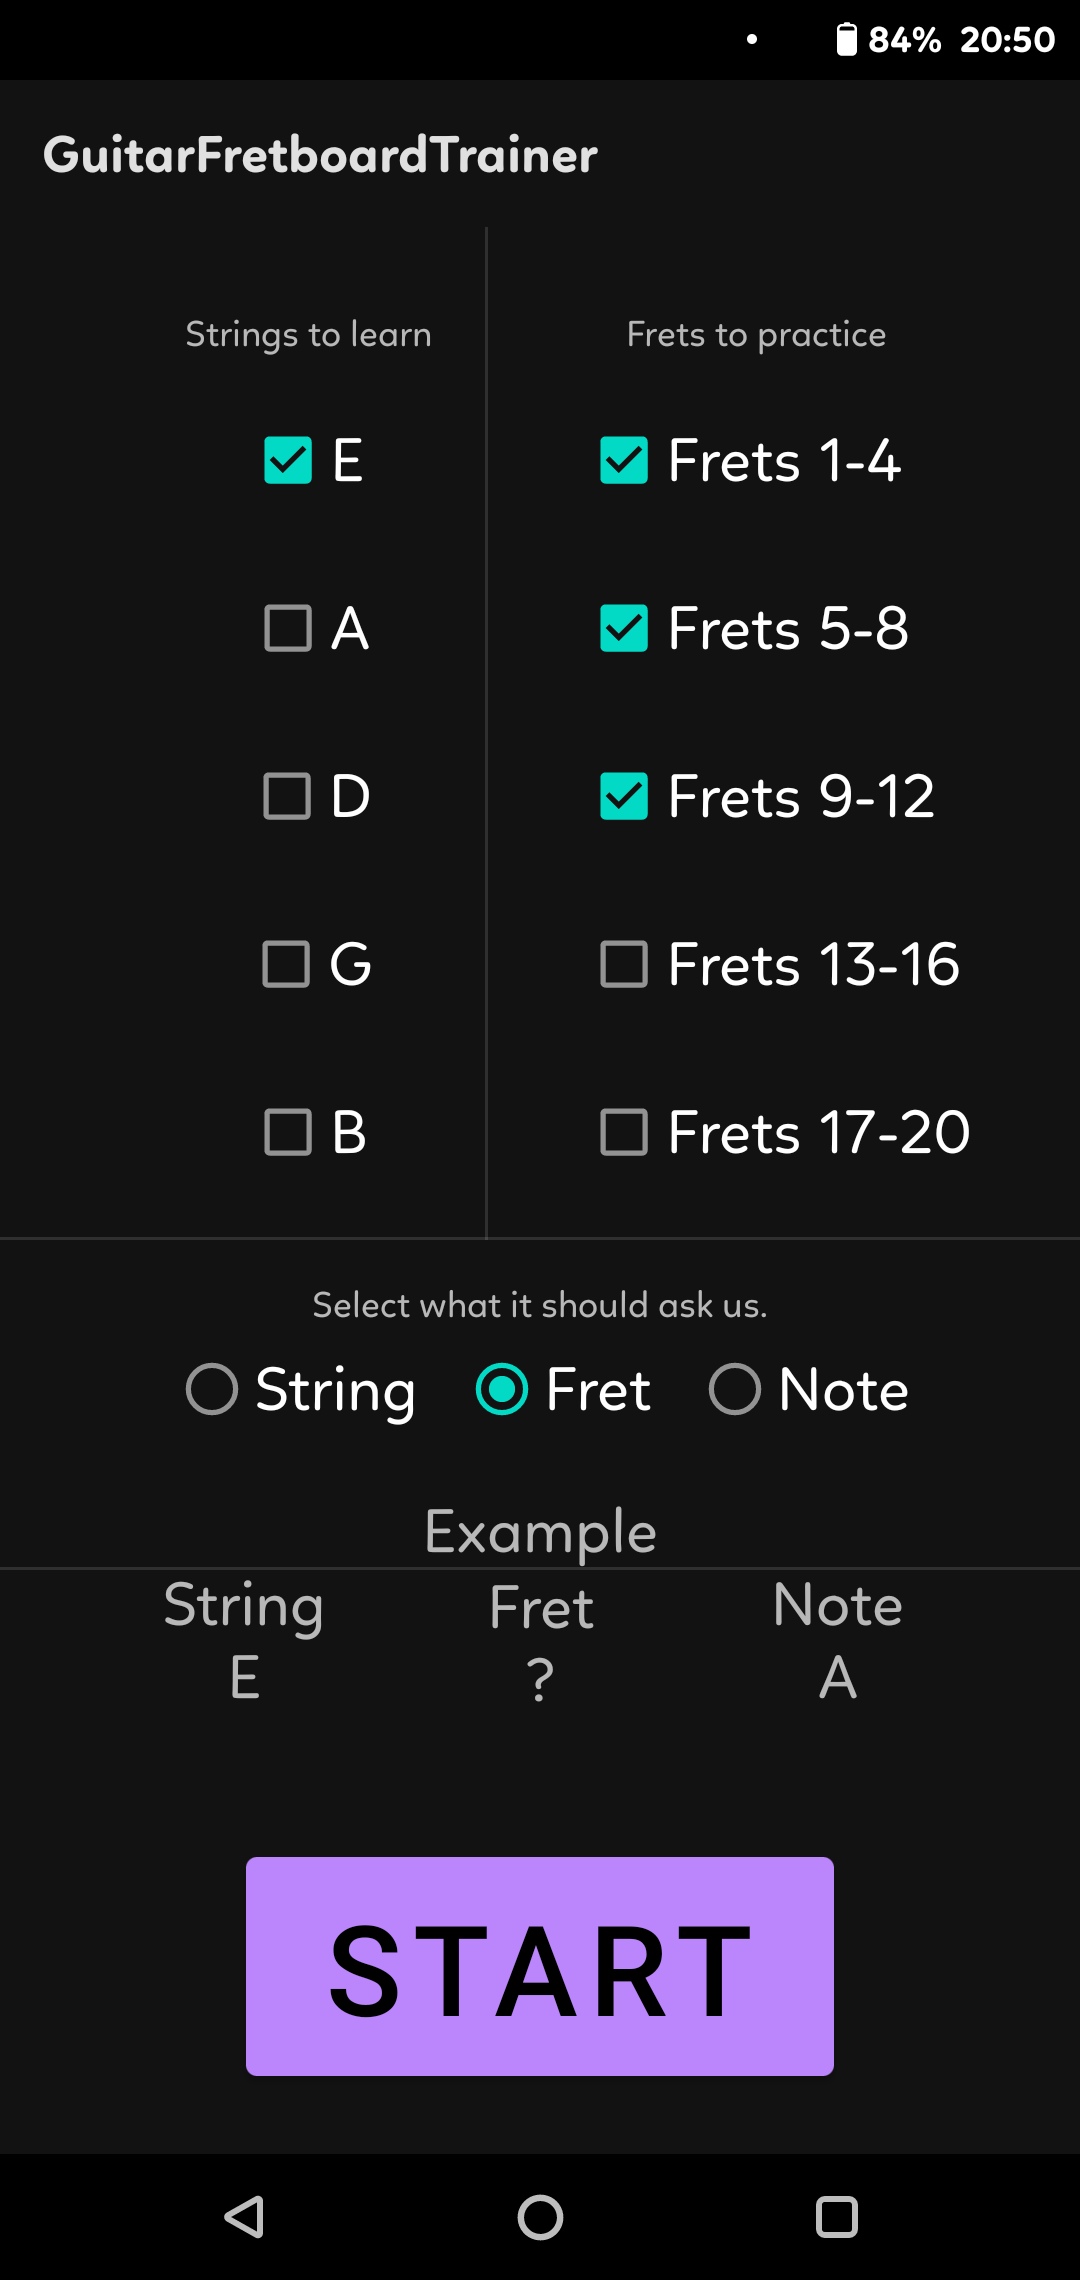 84% 20:50
GuitarFretboardTrainer
Strings to learn
E
A
D
G
B
Frets to practice
Frets 1-4
Frets 5-8
Frets 9-12
Frets 13-16
Frets 17-20
Select what it should ask us.
String Fret Note
Example
String Fret Note
E ? A
START